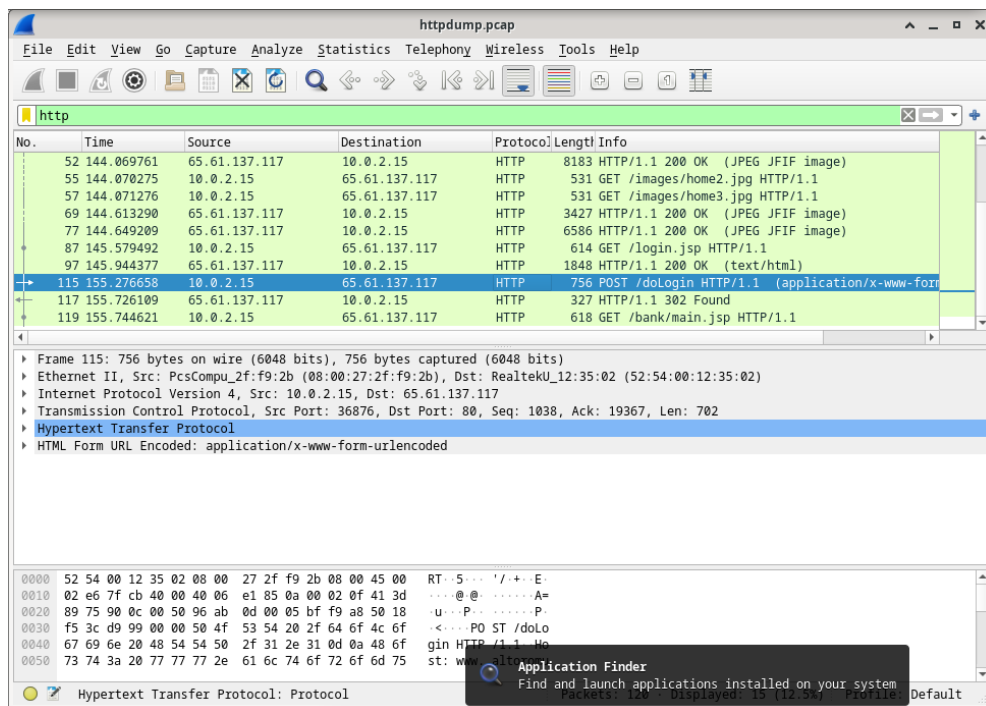 httpdump.pcap
File Edit View Go Capture Analyze Statistics Telephony Wireless Tools Help
http
No. Time Source Destination Protocol Length Info
52 144.069761 65.61.137.117 10.0.2.15 HTTP 8183 HTTP/1.1 200 OK (JPEG JFIF image)
55 144.070275 10.0.2.15 65.61.137.117 HTTP 531 GET /images/home2.jpg HTTP/1.1
57 144.071276 10.0.2.15 65.61.137.117 HTTP 531 GET /images/home3.jpg HTTP/1.1
69 144.613290 65.61.137.117 10.0.2.15 HTTP 3427 HTTP/1.1 200 OK (JPEG JFIF image)
77 144.649209 65.61.137.117 10.0.2.15 HTTP 6586 HTTP/1.1 200 OK (JPEG JFIF image)
87 145.579492 10.0.2.15 65.61.137.117 HTTP 614 GET /login.jsp HTTP/1.1
97 145.944377 65.61.137.117 10.0.2.15 HTTP 1848 HTTP/1.1 200 OK (text/html)
115 155.276658 10.0.2.15 65.61.137.117 HTTP 756 POST /doLogin HTTP/1.1 (application/x-www-form
117 155.726109 65.61.137.117 10.0.2.15 HTTP 327 HTTP/1.1 302 Found
119 155.744621 10.0.2.15 65.61.137.117 HTTP 618 GET /bank/main.jsp HTTP/1.1
Frame 115: 756 bytes on wire (6048 bits), 756 bytes captured (6048 bits)
Ethernet II, Src: PcsCompu_2f:f9:2b (08:00:27:2f:f9:2b), Dst: RealtekU_12:35:02 (52:54:00:12:35:02)
Internet Protocol Version 4, Src: 10.0.2.15, Dst: 65.61.137.117
Transmission Control Protocol, Src Port: 36876, Dst Port: 80, Seq: 1038, Ack: 19367, Len: 702
Hypertext Transfer Protocol
HTML Form URL Encoded: application/x-www-form-urlencoded
0000 52 54 00 12 35 02 08 00 27 2f f9 2b 08 00 45 00 RT··5··· '/·+··E·
0010 02 e6 7f cb 40 00 40 06 e1 85 0a 00 02 0f 41 3d ····@·@· ······A=
0020 89 75 90 0c 00 50 96 ab 0d 00 05 bf f9 a8 50 18 ·u···P·· ······P·
0030 f5 3c d9 99 00 00 50 4f 53 54 20 2f 64 6f 4c 6f ·<····PO ST /doLo
0040 67 69 6e 20 48 54 54 50 2f 31 2e 31 0d 0a 48 6f gin HTTP /1.1··Ho
0050 73 74 3a 20 77 77 77 2e 61 6c 74 6f 72 6f 6d 75 st: www. altoromu
Application Finder
Find and launch applications installed on your system
Hypertext Transfer Protocol: Protocol Packets: 120 · Displayed: 15 (12.5%) Profile: Default